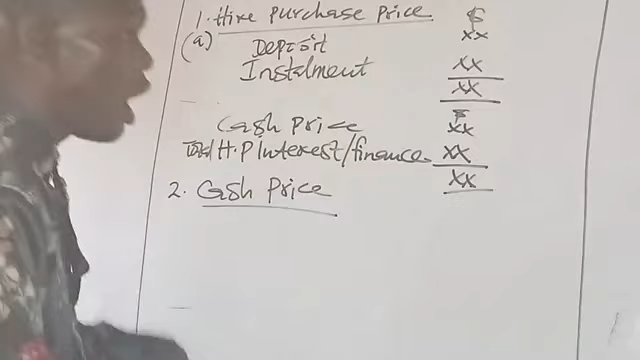 1. Hire Purchase Price $
(a) Deposit xx
Instalment xx
xx
$
Cash Price xx
Total H.P Interest/finance. xx
xx
2. Cash Price